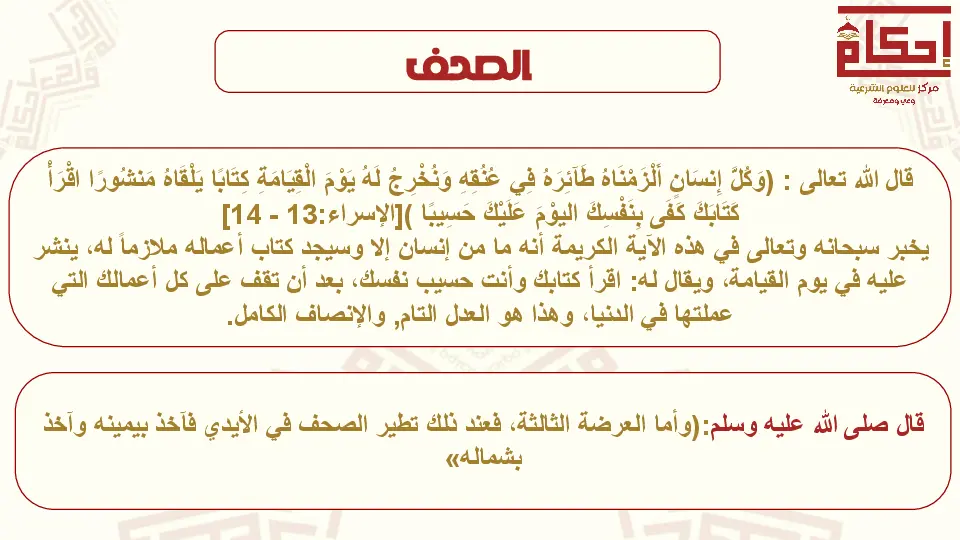 إحكام
مركز للعلوم الشرعية
وعي ومعرفة
الصحف
قال الله تعالى : (وَكُلَّ إِنسَانٍ أَلْزَمْنَاهُ طَآئِرَهُ فِي عُنُقِهِ وَنُخْرِجُ لَهُ يَوْمَ الْقِيَامَةِ كِتَابًا يَلْقَاهُ مَنشُورًا اقْرَأْ
كَتَابَكَ كَفَى بِنَفْسِكَ اليوْمَ عَلَيْكَ حَسِيبًا )[الإسراء:13 - 14]
يخبر سبحانه وتعالى في هذه الآية الكريمة أنه ما من إنسان إلا وسيجد كتاب أعماله ملازماً له، ينشر
عليه في يوم القيامة، ويقال له: اقرأ كتابك وأنت حسيب نفسك، بعد أن تقف على كل أعمالك التي
عملتها في الدنيا، وهذا هو العدل التام, والإنصاف الكامل.
قال صلى الله عليه وسلم:(وأما العرضة الثالثة، فعند ذلك تطير الصحف في الأيدي فآخذ بيمينه وآخذ
بشماله»